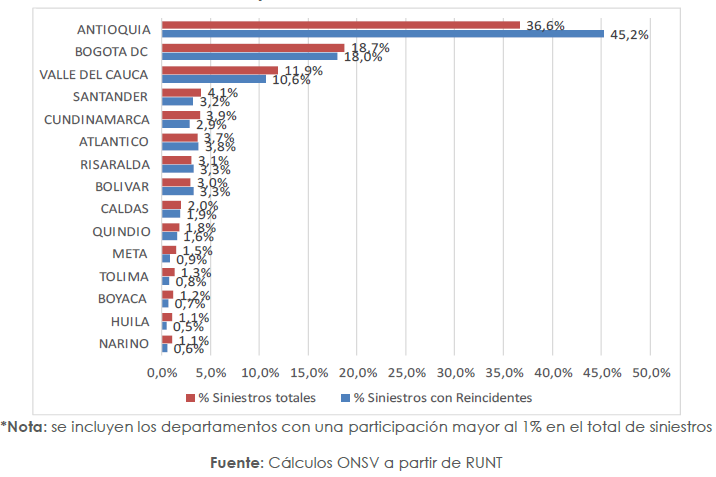 ANTIOQUIA 36,6% 45,2%
BOGOTA DC 18,7% 18,0%
VALLE DEL CAUCA 11,9% 10,6%
SANTANDER 4,1% 3,2%
CUNDINAMARCA 3,9% 2,9%
ATLANTICO 3,7% 3,8%
RISARALDA 3,1% 3,3%
BOLIVAR 3,0% 3,3%
CALDAS 2,0% 1,9%
QUINDIO 1,8% 1,6%
META 1,5% 0,9%
TOLIMA 1,3% 0,8%
BOYACA 1,2% 0,7%
HUILA 1,1% 0,5%
NARINO 1,1% 0,6%
0,0% 5,0% 10,0% 15,0% 20,0% 25,0% 30,0% 35,0% 40,0% 45,0% 50,0%
% Siniestros totales % Siniestros con Reincidentes
*Nota: se incluyen los departamentos con una participación mayor al 1% en el total de siniestros
Fuente: Cálculos ONSV a partir de RUNT